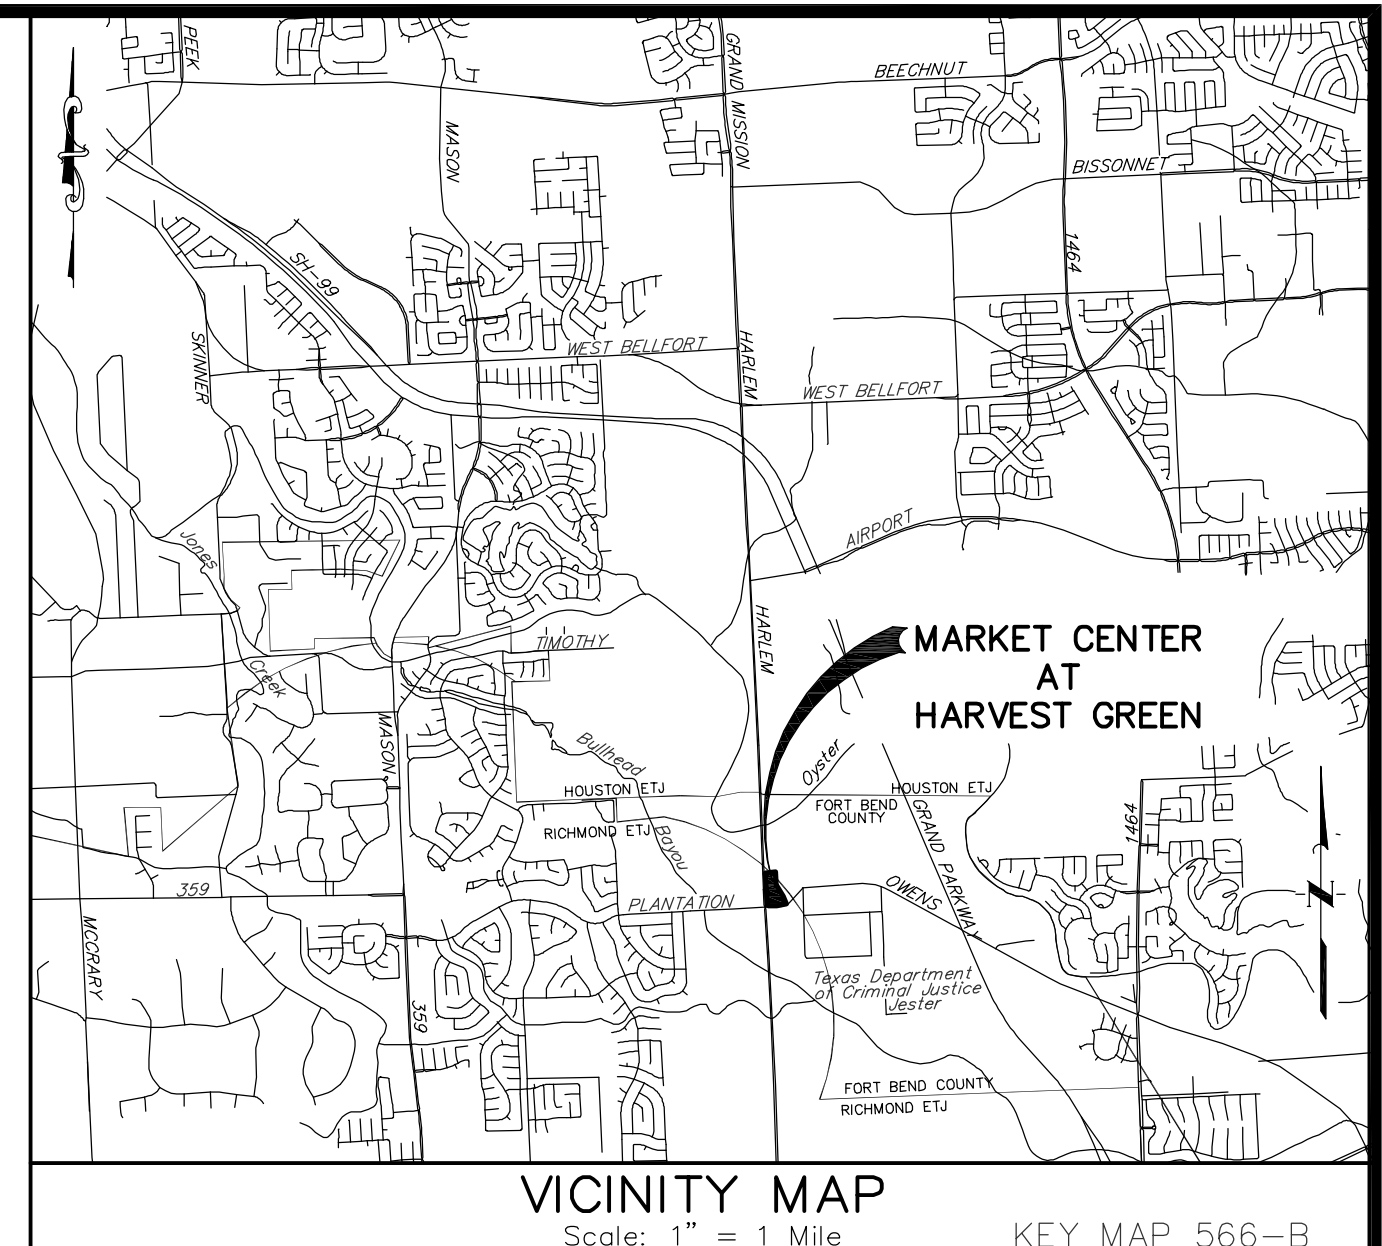 PEEK
MASON
GRAND MISSION
BEECHNUT
BISSONNET
1464
SH-99
SKINNER
WEST BELLFORT
HARLEM
WEST BELLFORT
AIRPORT
Jones
Creek
TIMOTHY
HARLEM
MARKET CENTER
AT
HARVEST GREEN
MASON
Bullhead
Bayou
Oyster
HOUSTON ETJ
HOUSTON ETJ
FORT BEND
COUNTY
RICHMOND ETJ
GRAND PARKWAY
1464
359
PLANTATION
OWENS
MCCRARY
359
Texas Department
of Criminal Justice
Jester
N
FORT BEND COUNTY
RICHMOND ETJ
VICINITY MAP
Scale: 1" = 1 Mile
KEY MAP 566-B